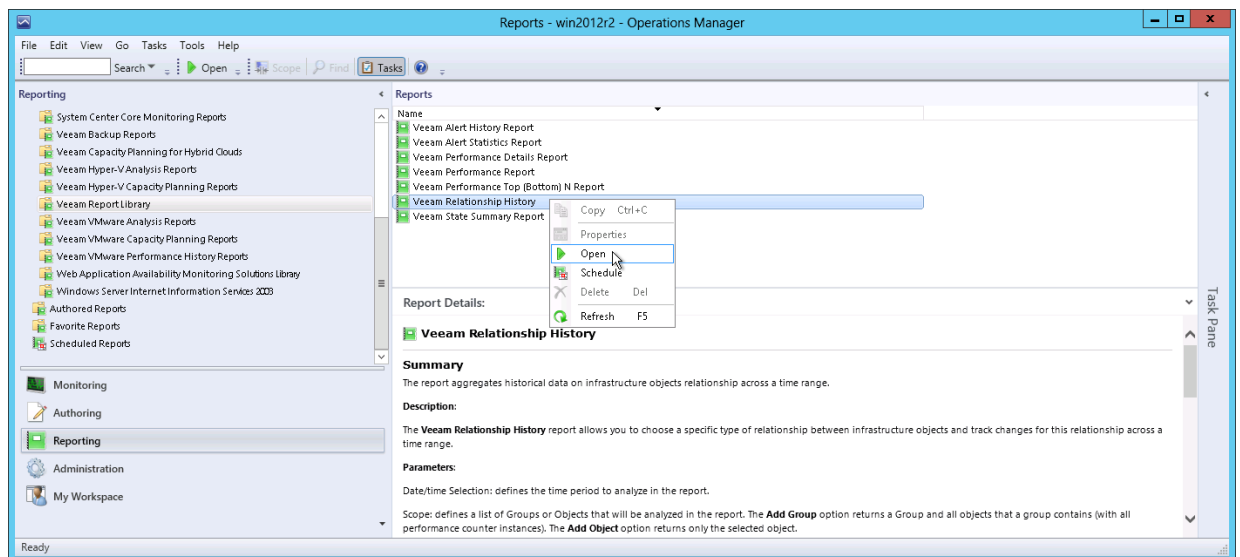 Reports - win2012r2 - Operations Manager
File Edit View Go Tasks Tools Help
Search Open Scope Find Tasks
Reporting
System Center Core Monitoring Reports
Veeam Backup Reports
Veeam Capacity Planning for Hybrid Clouds
Veeam Hyper-V Analysis Reports
Veeam Hyper-V Capacity Planning Reports
Veeam Report Library
Veeam VMware Analysis Reports
Veeam VMware Capacity Planning Reports
Veeam VMware Performance History Reports
Web Application Availability Monitoring Solutions Library
Windows Server Internet Information Services 2003
Authored Reports
Favorite Reports
Scheduled Reports
Monitoring
Authoring
Reporting
Administration
My Workspace
Reports
Name
Veeam Alert History Report
Veeam Alert Statistics Report
Veeam Performance Details Report
Veeam Performance Report
Veeam Performance Top (Bottom) N Report
Veeam Relationship History
Veeam State Summary Report
Copy Ctrl+C
Properties
Open
Schedule
Delete Del
Refresh F5
Report Details:
Veeam Relationship History
Summary
The report aggregates historical data on infrastructure objects relationship across a time range.
Description:
The Veeam Relationship History report allows you to choose a specific type of relationship between infrastructure objects and track changes for this relationship across a
time range.
Parameters:
Date/time Selection: defines the time period to analyze in the report.
Scope: defines a list of Groups or Objects that will be analyzed in the report. The Add Group option returns a Group and all objects that a group contains (with all
performance counter instances). The Add Object option returns only the selected object.
Task Pane
Ready